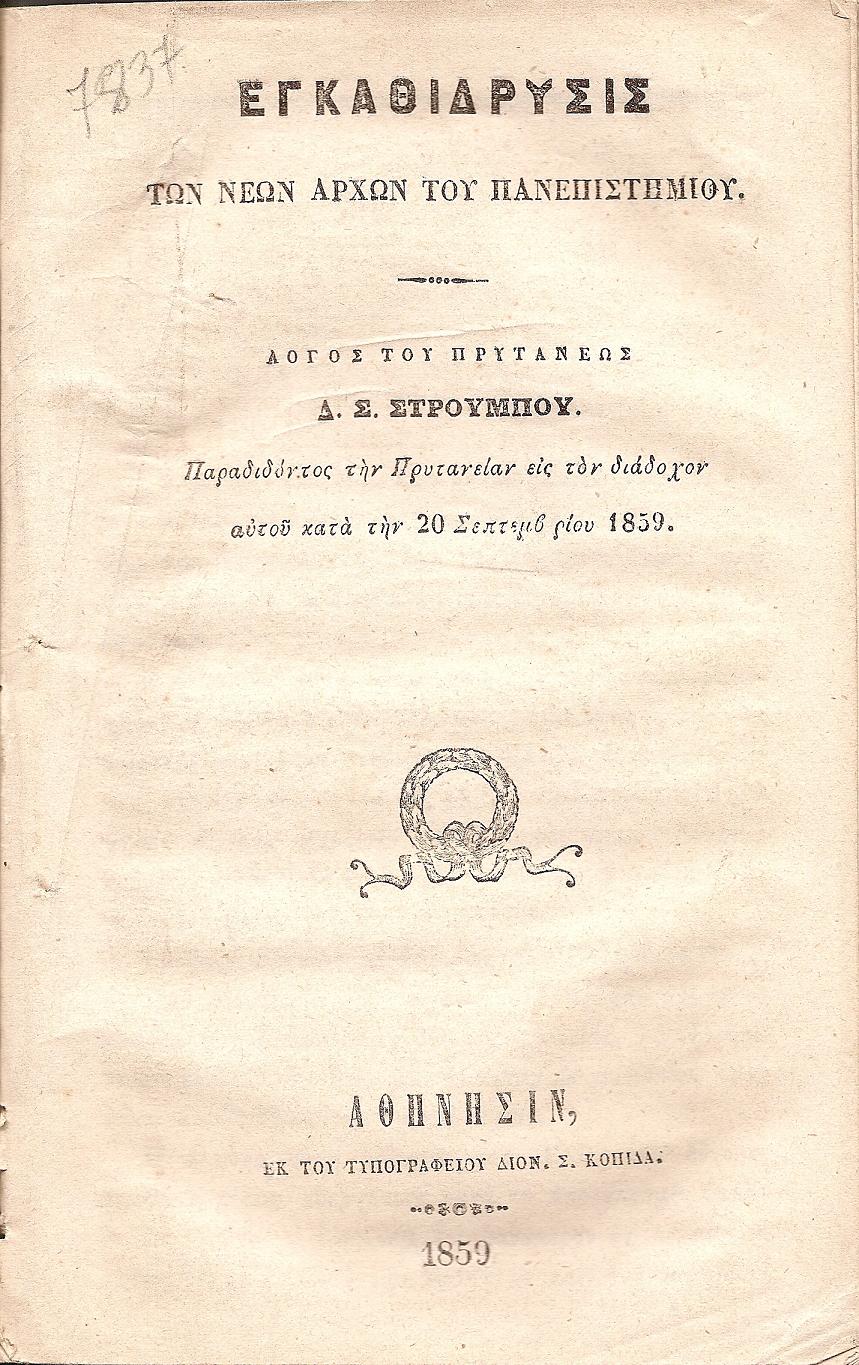 7837
ΕΓΚΑΘΙΔΡΥΣΙΣ
ΤΩΝ ΝΕΩΝ ΑΡΧΩΝ ΤΟΥ ΠΑΝΕΠΙΣΤΗΜΙΟΥ.
ΛΟΓΟΣ ΤΟΥ ΠΡΥΤΑΝΕΩΣ
Δ. Σ. ΣΤΡΟΥΜΠΟΥ.
Παραδιδόντος τὴν Πρυτανείαν εἰς τὸν διάδοχον
αὐτοῦ κατὰ τὴν 20 Σεπτεμβρίου 1859.
ΑΘΗΝΗΣΙΝ,
ΕΚ ΤΟΥ ΤΥΠΟΓΡΑΦΕΙΟΥ ΔΙΟΝ. Σ. ΚΟΠΙΔΑ.
1859